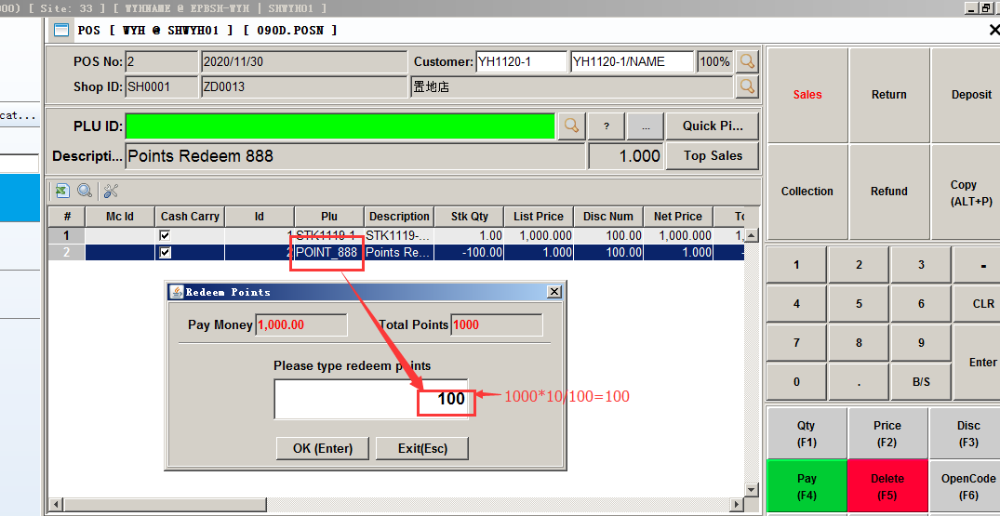 000) [ Site: 33 ] [ WYHNAME @ EPBSH-WYH | SHWYH01 ]
POS [ WYH @ SHWYH01 ] [ 090D.POSN ]
POS No: 2 2020/11/30 Customer: YH1120-1 YH1120-1/NAME 100%
Shop ID: SH0001 ZD0013 置地店
cat...
PLU ID: ? ... Quick Pi...
Descripti... Points Redeem 888 1.000 Top Sales
# Mc Id Cash Carry Id Plu Description Stk Qty List Price Disc Num Net Price To
1 1 STK1119-1 STK1119-... 1.00 1,000.000 100.00 1,000.000 1,
2 2 POINT_888 Points Re... -100.00 1.000 100.00 1.000 -
Redeem Points
Pay Money 1,000.00 Total Points 1000
Please type redeem points
100
1000*10/100=100
OK (Enter) Exit(Esc)
Sales Return Deposit
Collection Refund Copy
(ALT+P)
1 2 3 -
4 5 6 CLR
7 8 9 Enter
0 . B/S
Qty
(F1)
Price
(F2)
Disc
(F3)
Pay
(F4)
Delete
(F5)
OpenCode
(F6)